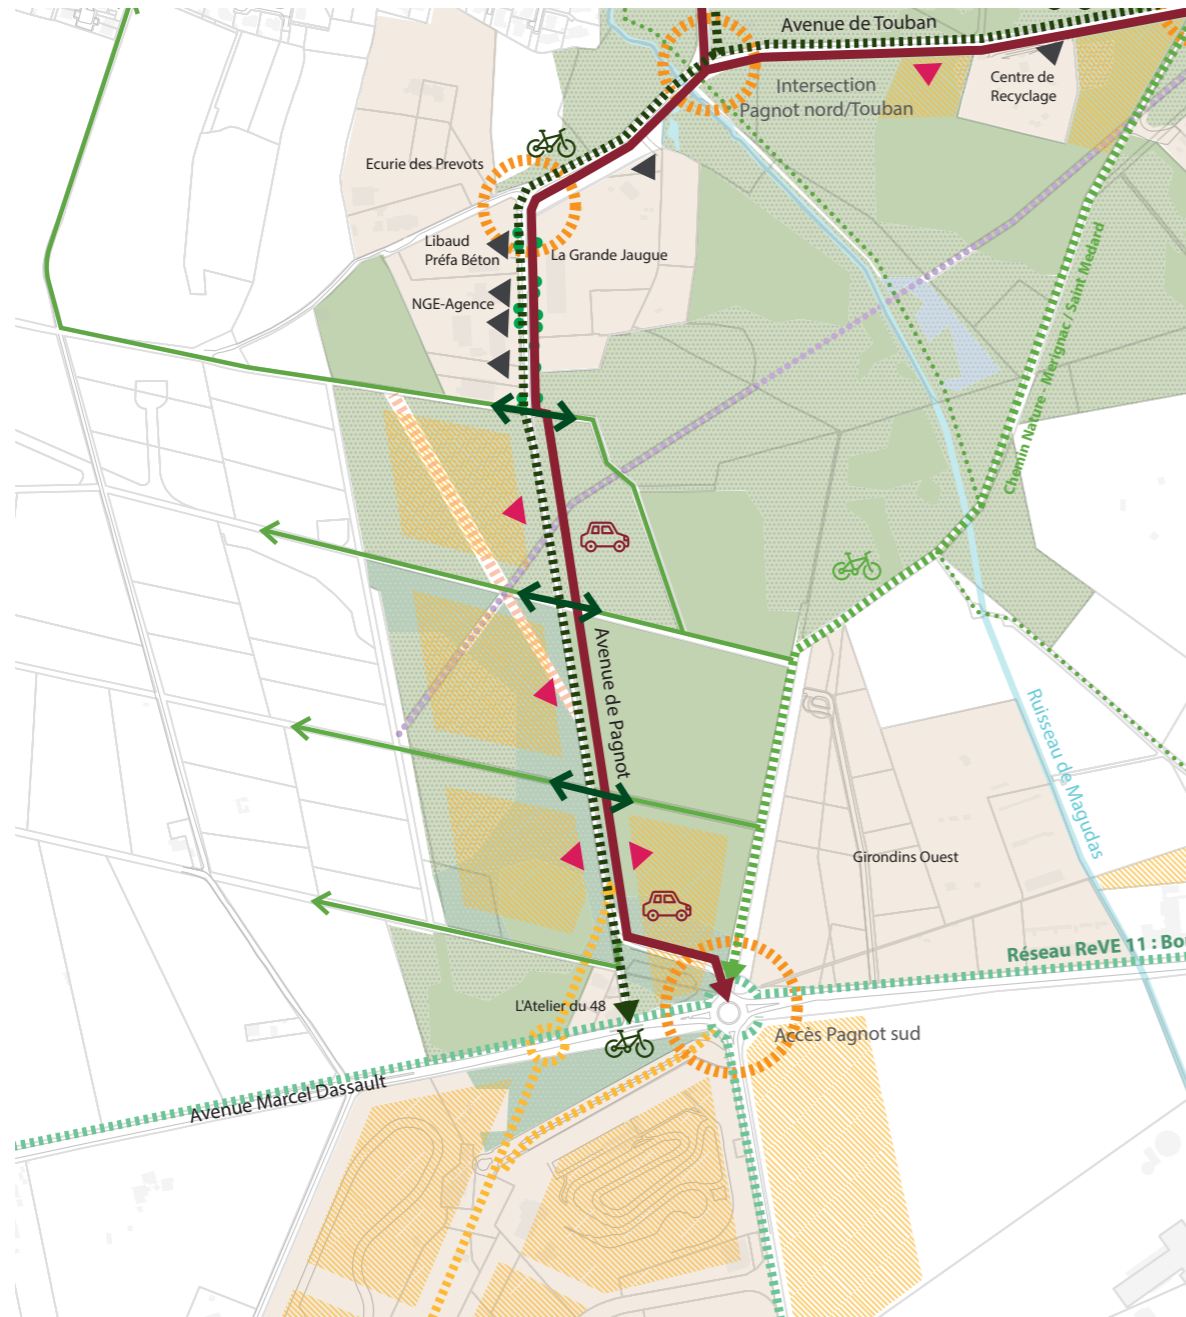 Avenue de Touban
Intersection
Pagnot nord/Touban
Centre de
Recyclage
Ecurie des Prevots
Libaud
Préfa Béton
La Grande Jaugue
NGE-Agence
Chemin Nature - Merignac / Saint Medard
Avenue de Pagnot
Ruisseau de Magudas
Girondins Ouest
Réseau ReVE 11 : Bo
L'Atelier du 48
Accès Pagnot sud
Avenue Marcel Dassault